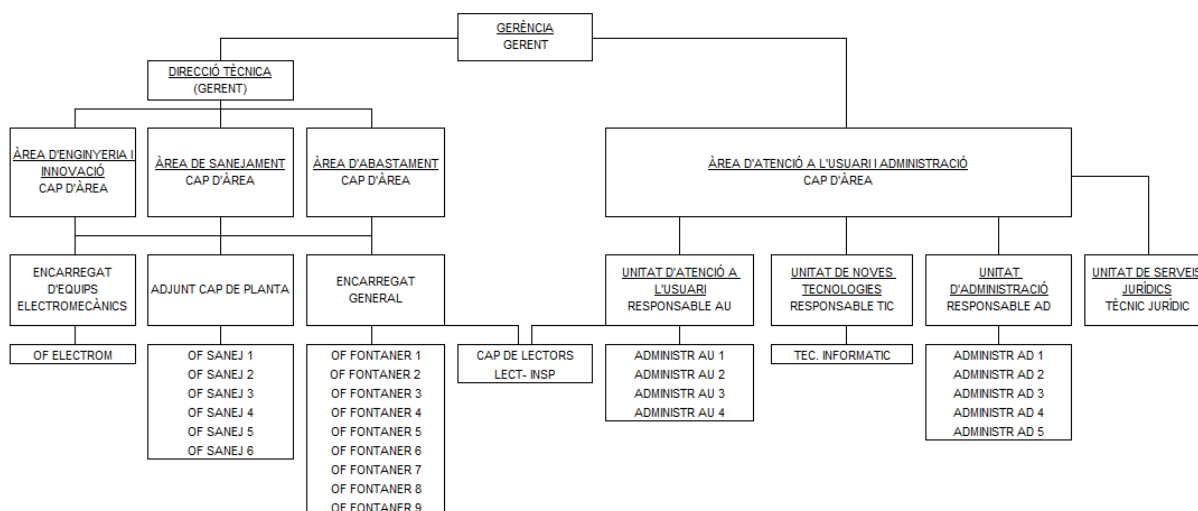 GERÈNCIA
GERENT
DIRECCIÓ TÈCNICA
(GERENT)
ÀREA D'ENGINYERIA I
INNOVACIÓ
CAP D'ÀREA
ÀREA DE SANEJAMENT
CAP D'ÀREA
ÀREA D'ABASTAMENT
CAP D'ÀREA
ÀREA D'ATENCIÓ A L'USUARI I ADMINISTRACIÓ
CAP D'ÀREA
ENCARREGAT
D'EQUIPS
ELECTROMECÀNICS
ADJUNT CAP DE PLANTA
ENCARREGAT
GENERAL
UNITAT D'ATENCIÓ A
L'USUARI
RESPONSABLE AU
UNITAT DE NOVES
TECNOLOGIES
RESPONSABLE TIC
UNITAT
D'ADMINISTRACIÓ
RESPONSABLE AD
UNITAT DE SERVEIS
JURÍDICS
TÈCNIC JURÍDIC
OF ELECTROM
OF SANEJ 1
OF SANEJ 2
OF SANEJ 3
OF SANEJ 4
OF SANEJ 5
OF SANEJ 6
OF FONTANER 1
OF FONTANER 2
OF FONTANER 3
OF FONTANER 4
OF FONTANER 5
OF FONTANER 6
OF FONTANER 7
OF FONTANER 8
OF FONTANER 9
CAP DE LECTORS
LECT- INSP
ADMINISTR AU 1
ADMINISTR AU 2
ADMINISTR AU 3
ADMINISTR AU 4
TEC. INFORMATIC
ADMINISTR AD 1
ADMINISTR AD 2
ADMINISTR AD 3
ADMINISTR AD 4
ADMINISTR AD 5